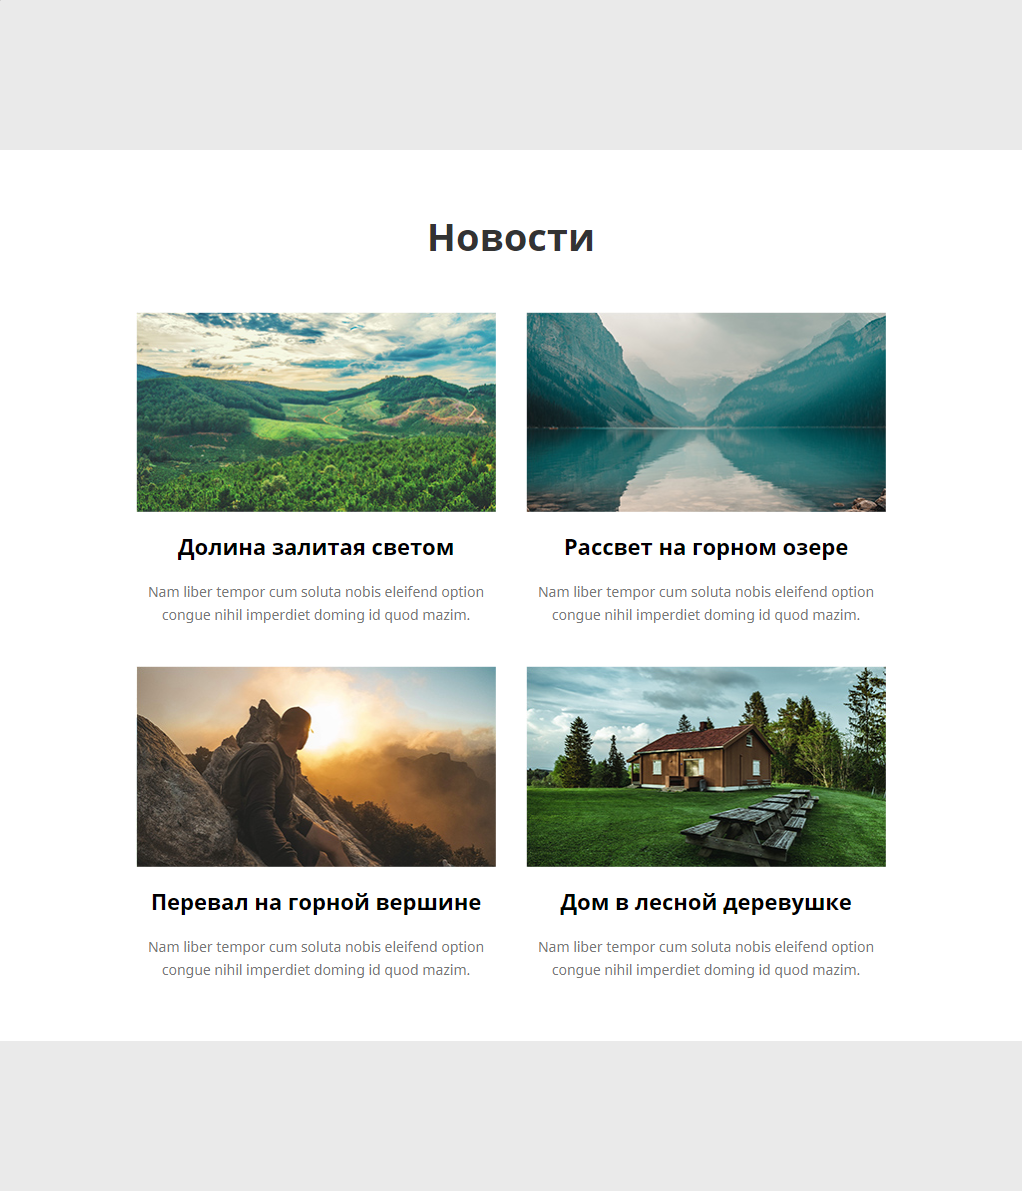 Новости
Долина залитая светом
Nam liber tempor cum soluta nobis eleifend option
congue nihil imperdiet doming id quod mazim.
Рассвет на горном озере
Nam liber tempor cum soluta nobis eleifend option
congue nihil imperdiet doming id quod mazim.
Перевал на горной вершине
Nam liber tempor cum soluta nobis eleifend option
congue nihil imperdiet doming id quod mazim.
Дом в лесной деревушке
Nam liber tempor cum soluta nobis eleifend option
congue nihil imperdiet doming id quod mazim.